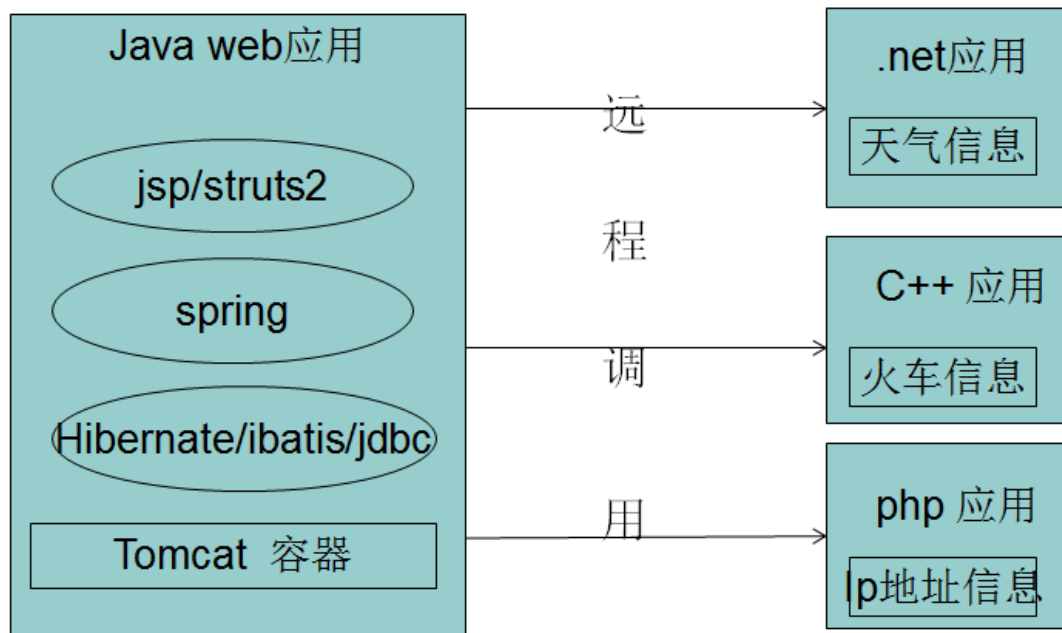 Java web应用
jsp/struts2
spring
Hibernate/ibatis/jdbc
Tomcat 容器
远
程
调
用
.net应用
天气信息
C++ 应用
火车信息
php 应用
Ip地址信息